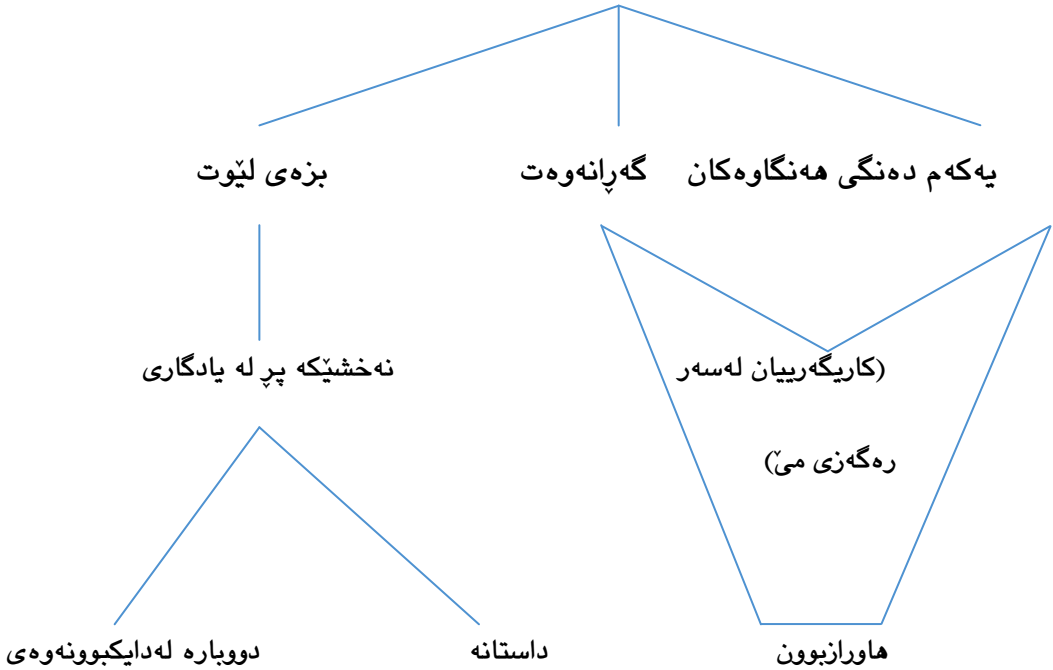 یەکەم دەنگی هەنگاوەکان
گەڕانەوەت
بزەی لێوت
(کاریگەرییان لەسەر
رەگەزی مێ)
نەخشێکە پڕ لە یادگاری
هاورازبوون
داستانە
دووبارە لەدایکبوونەوەی